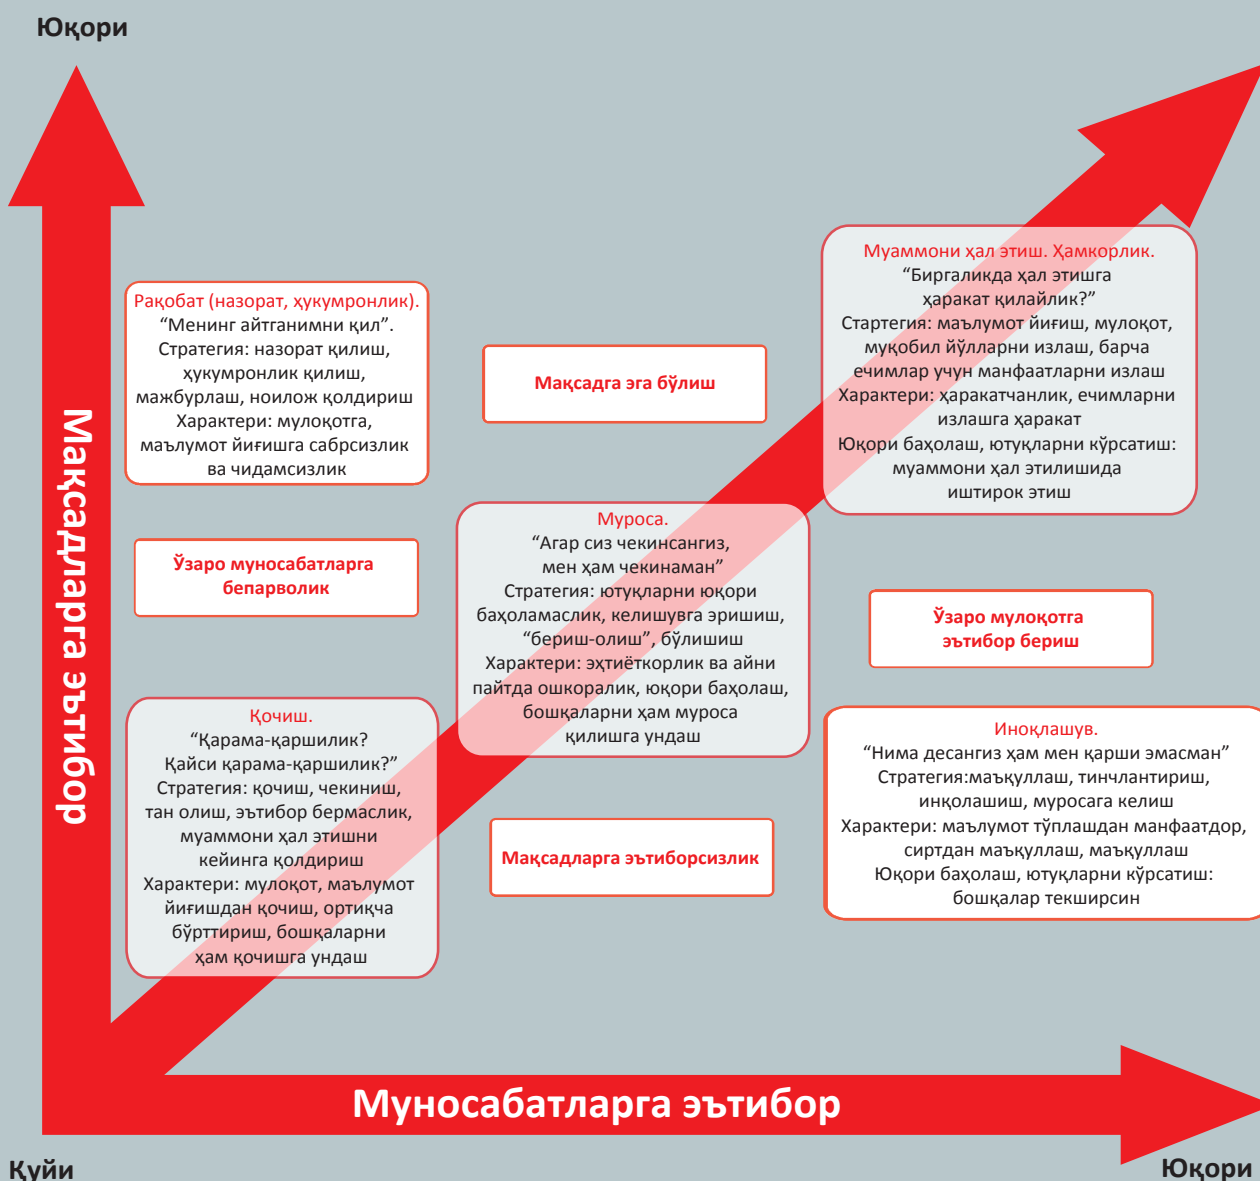 Юқори
Мақсадларга эътибор
Рақобат (назорат, ҳукумронлик).
“Менинг айтганимни қил”.
Стратегия: назорат қилиш,
ҳукумронлик қилиш,
мажбурлаш, ноилож қолдириш
Характери: мулоқотга,
маълумот йиғишга сабрсизлик
ва чидамсизлик
Мақсадга эга бўлиш
Муаммони ҳал этиш. Ҳамкорлик.
“Биргаликда ҳал этишга
ҳаракат қилайлик?”
Стартегия: маълумот йиғиш, мулоқот,
муқобил йўлларни излаш, барча
ечимлар учун манфаатларни излаш
Характери: ҳаракатчанлик, ечимларни
излашга ҳаракат
Юқори баҳолаш, ютуқларни кўрсатиш:
муаммони ҳал этилишида
иштирок этиш
Ўзаро муносабатларга
бепарволик
Муроса.
“Агар сиз чекинсангиз,
мен ҳам чекинаман”
Стратегия: ютуқларни юқори
баҳоламаслик, келишувга эришиш,
“бериш-олиш”, бўлишиш
Характери: эҳтиёткорлик ва айни
пайтда ошкоралик, юқори баҳолаш,
бошқаларни ҳам муроса
қилишга ундаш
Ўзаро мулоқотга
эътибор бериш
Қочиш.
“Қарама-қаршилик?
Қайси қарама-қаршилик?”
Стратегия: қочиш, чекиниш,
тан олиш, эътибор бермаслик,
муаммони ҳал этишни
кейинга қолдириш
Характери: мулоқот, маълумот
йиғишдан қочиш, ортиқча
бўрттириш, бошқаларни
ҳам қочишга ундаш
Мақсадларга эътиборсизлик
Иноқлашув.
“Нима десангиз ҳам мен қарши эмасман”
Стратегия:маъқуллаш, тинчлантириш,
инқолашиш, муросага келиш
Характери: маълумот тўплашдан манфаатдор,
сиртдан маъқуллаш, маъқуллаш
Юқори баҳолаш, ютуқларни кўрсатиш:
бошқалар текширсин
Муносабатларга эътибор
Қуйи
Юқори